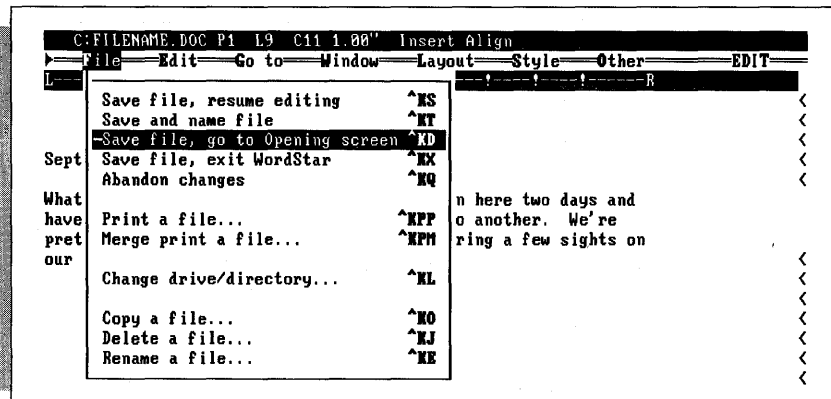 C:FILENAME.DOC P1 L9 C11 1.00" Insert Align
File Edit Go to Window Layout Style Other EDIT
L----!----!----!------R
Save file, resume editing ^KS <
Save and name file ^KT <
Save file, go to Opening screen ^KD <
Sept Save file, exit WordStar ^KX <
Abandon changes ^KQ <
What n here two days and
have Print a file... ^KPP o another. We're
pret Merge print a file... ^KPM ring a few sights on
our <
Change drive/directory... ^KL <
<
Copy a file... ^KO <
Delete a file... ^KJ <
Rename a file... ^KE <
<